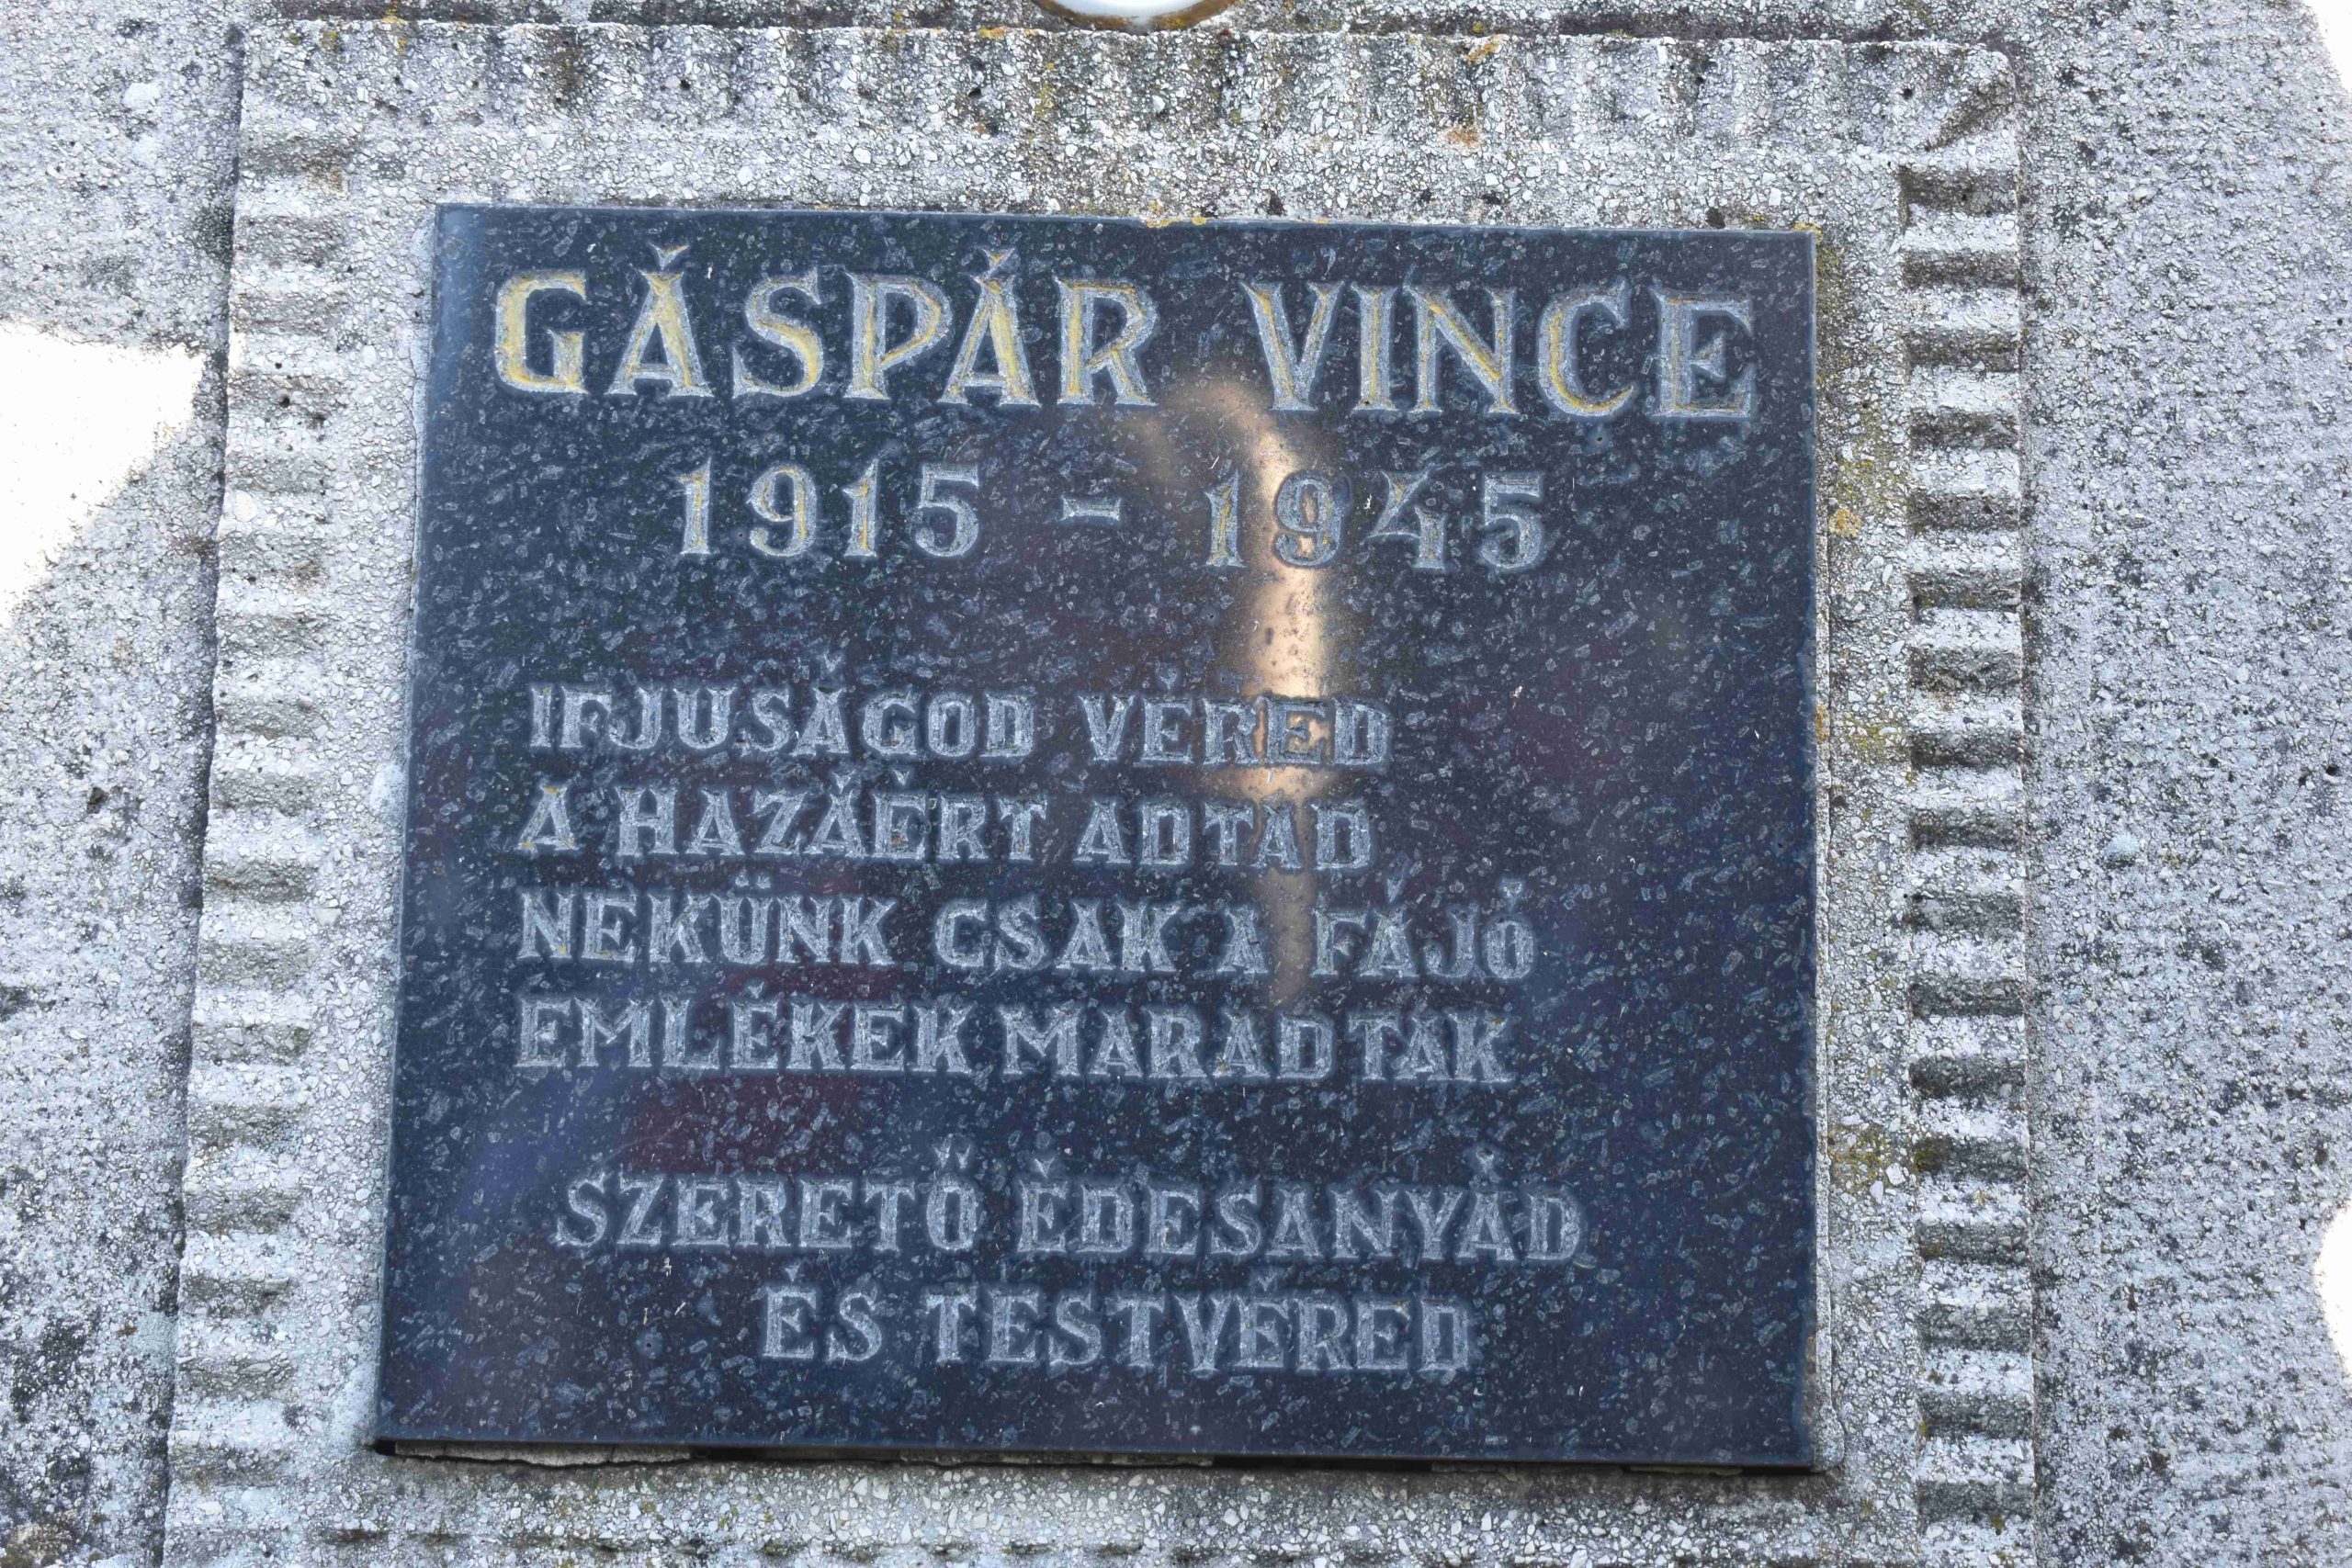 GÁSPÁR VINCE
1915 - 1945
IFJUSÁGOD VÉRED
A HAZÁÉRT ADTAD
NEKÜNK CSAK A FÁJÓ
EMLÉKEK MARADTAK
SZERETŐ ÉDESANYÁD
ÉS TESTVÉRED